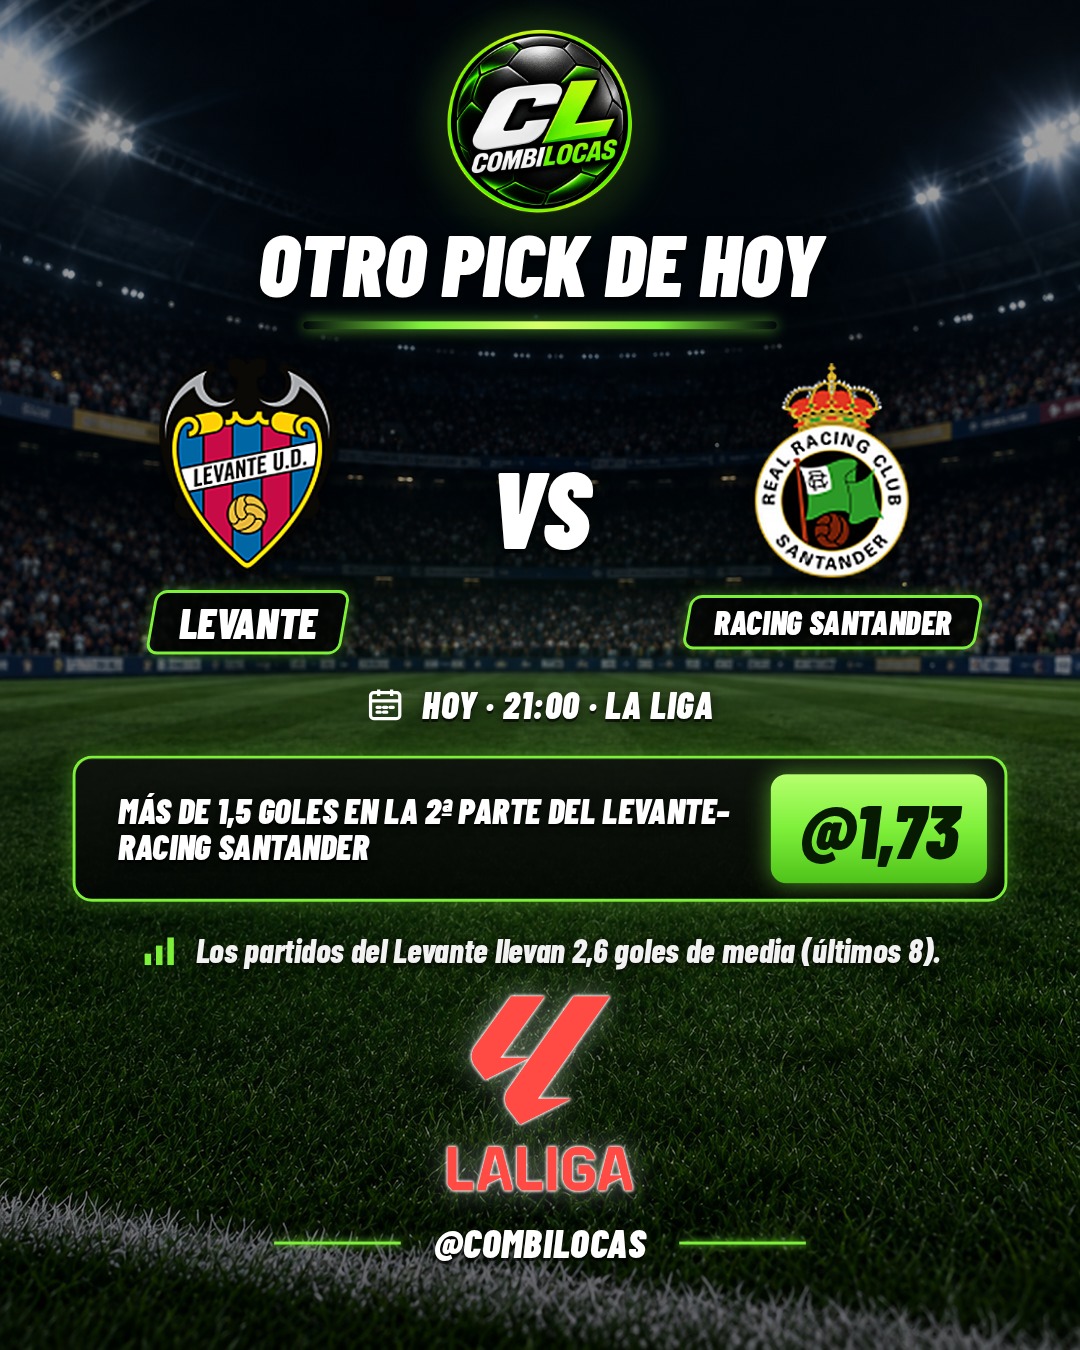 CL
COMBILOCAS
OTRO PICK DE HOY
LEVANTE U.D.
REAL RACING CLUB
SANTANDER
VS
LEVANTE
RACING SANTANDER
HOY · 21:00 · LA LIGA
MÁS DE 1,5 GOLES EN LA 2ª PARTE DEL LEVANTE-
RACING SANTANDER
@1,73
Los partidos del Levante llevan 2,6 goles de media (últimos 8).
LALIGA
@COMBILOCAS